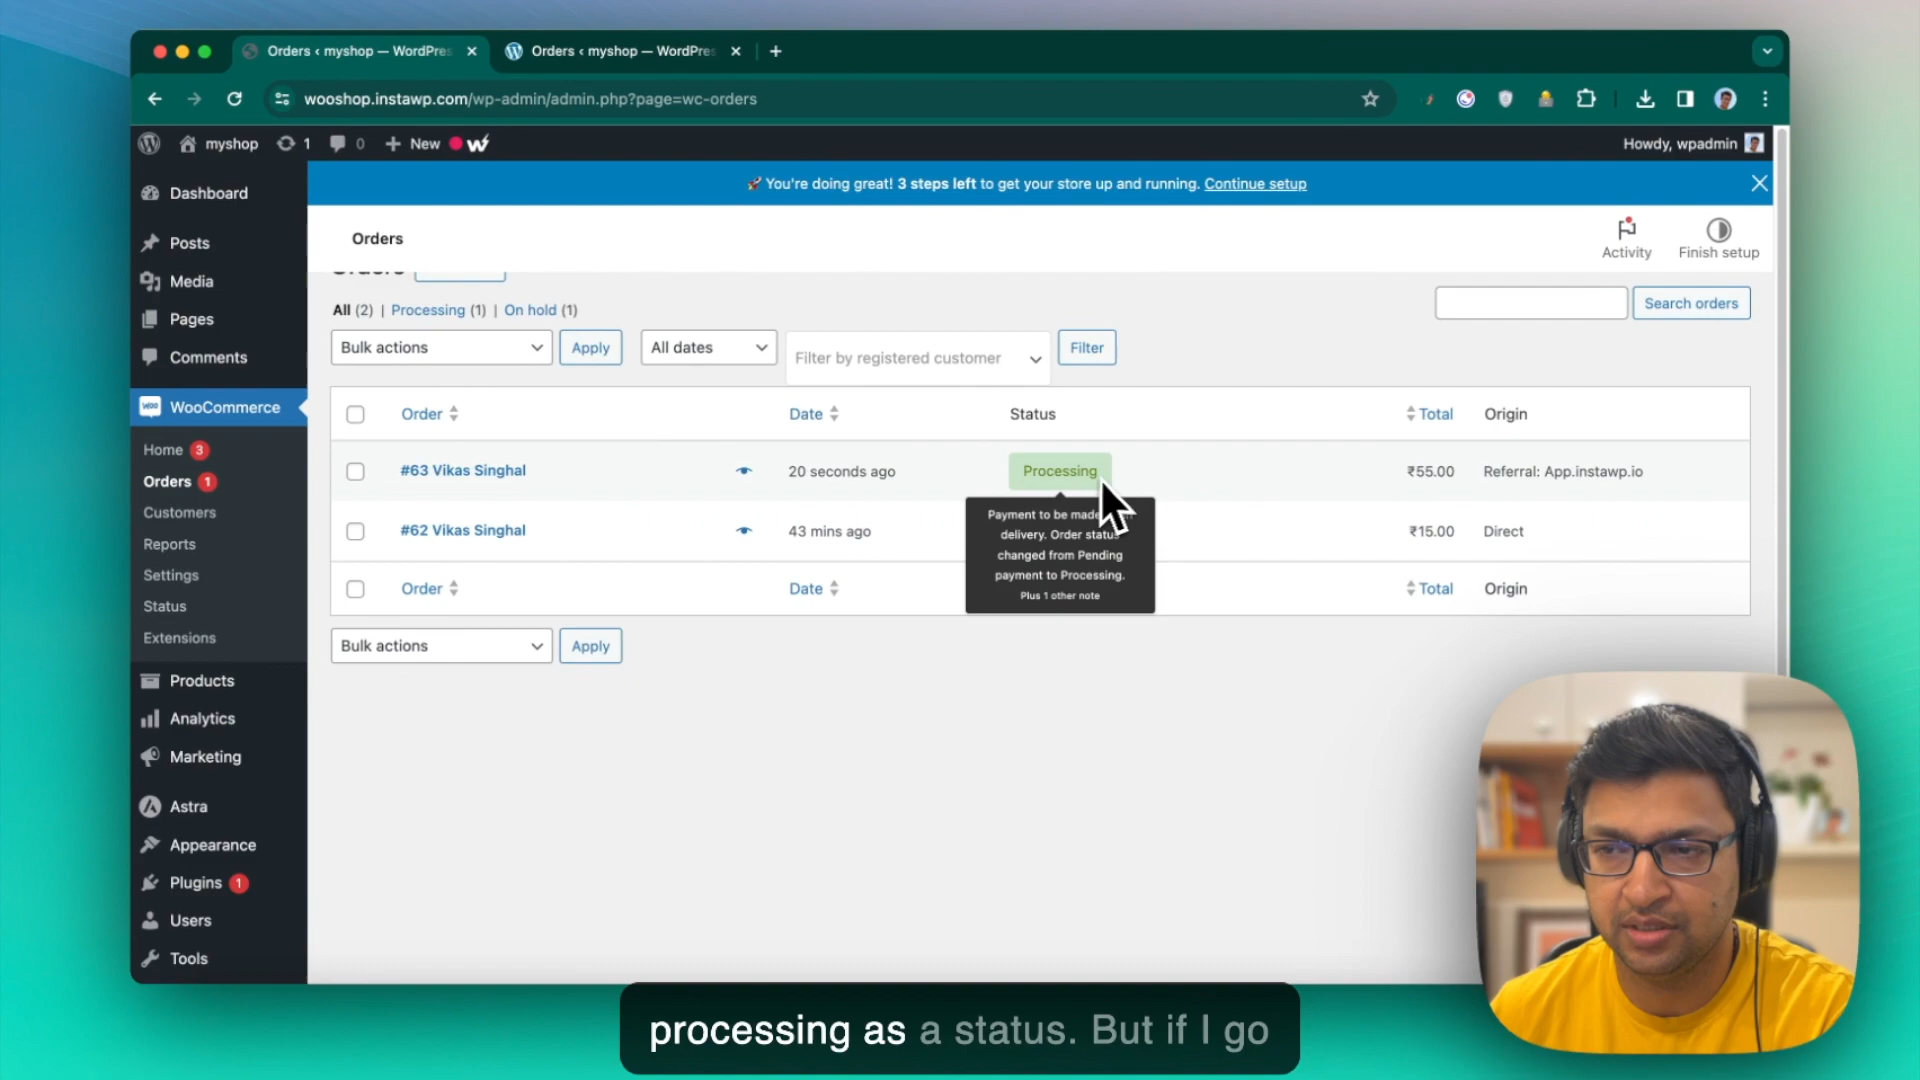 Orders ‹ myshop — WordPres
Orders ‹ myshop — WordPres
wooshop.instawp.com/wp-admin/admin.php?page=wc-orders
myshop 1 0 New
Howdy, wpadmin
You're doing great! 3 steps left to get your store up and running. Continue setup
Dashboard
Posts
Media
Pages
Comments
WooCommerce
Home 3
Orders 1
Customers
Reports
Settings
Status
Extensions
Products
Analytics
Marketing
Astra
Appearance
Plugins 1
Users
Tools
Orders
Activity
Finish setup
Orders
All (2) | Processing (1) | On hold (1)
Search orders
Bulk actions Apply All dates Filter by registered customer Filter
Order Date Status Total Origin
#63 Vikas Singhal 20 seconds ago Processing ₹55.00 Referral: App.instawp.io
#62 Vikas Singhal 43 mins ago ₹15.00 Direct
Payment to be made
delivery. Order status
changed from Pending
payment to Processing.
Plus 1 other note
Order Date Total Origin
Bulk actions Apply
processing as a status. But if I go